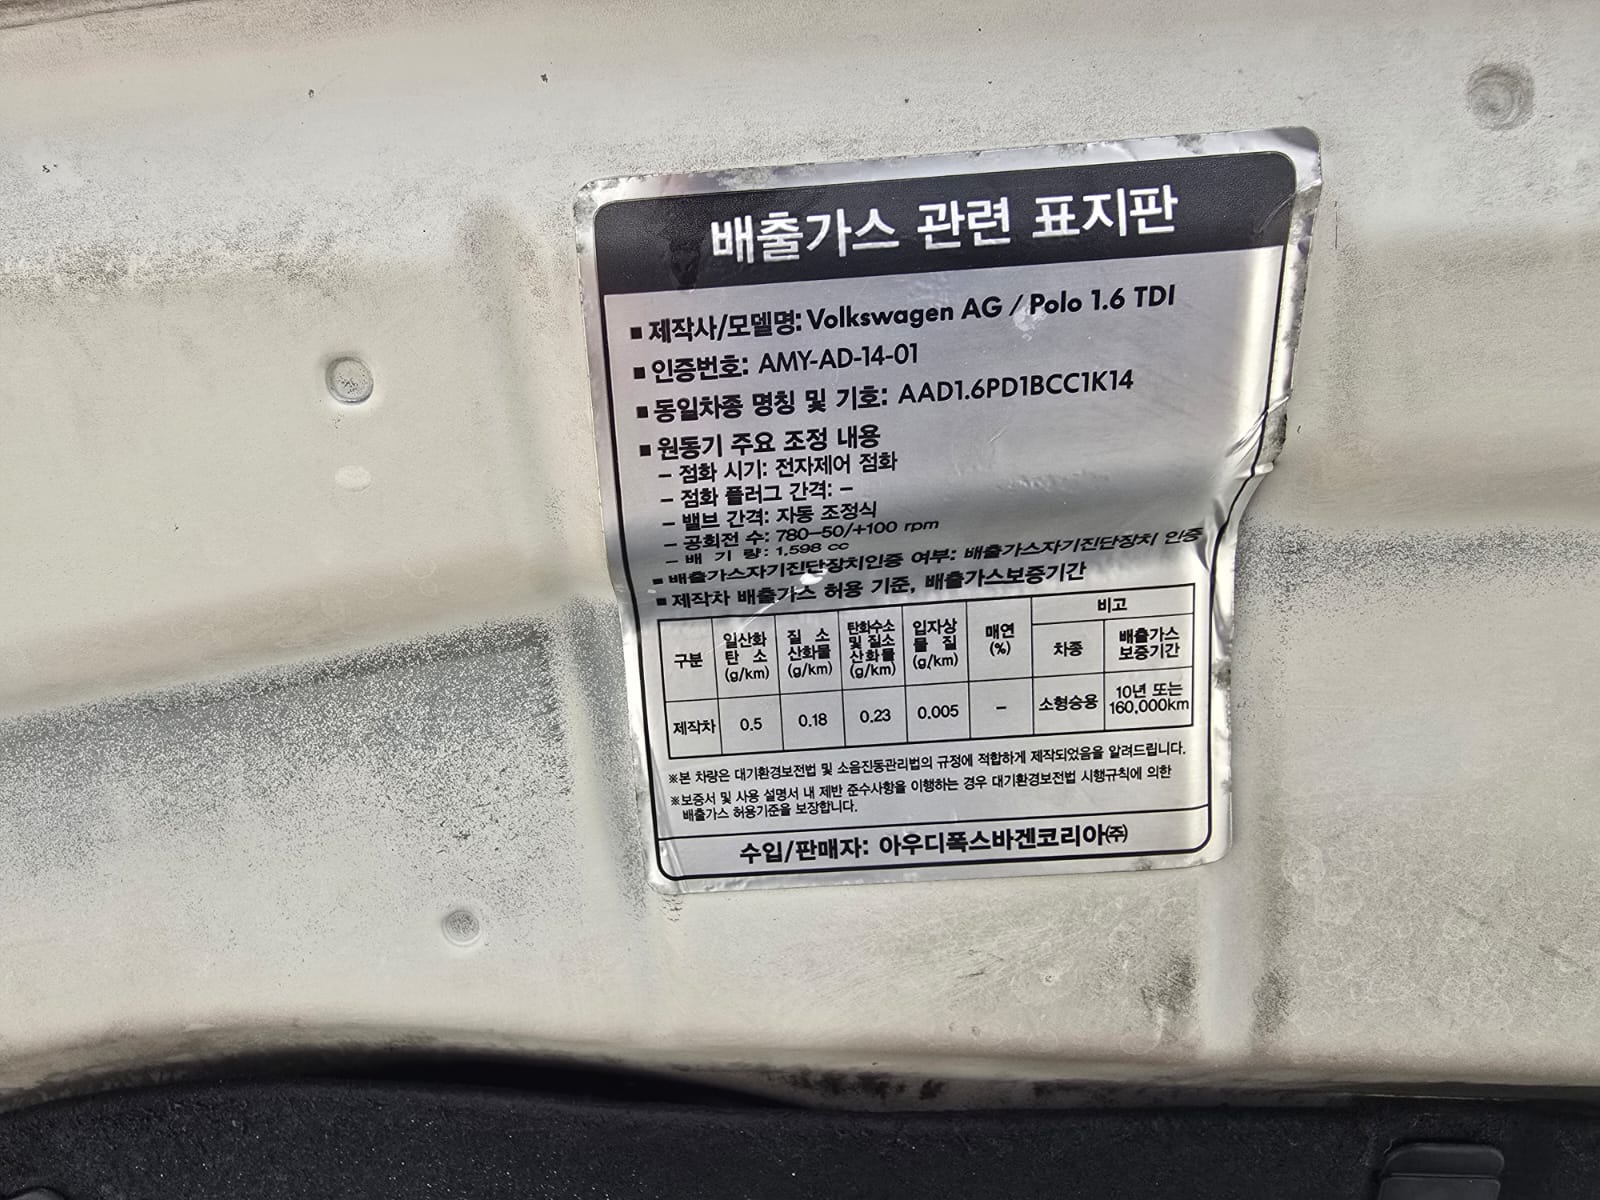 배출가스 관련 표지판
■ 제작사/모델명: Volkswagen AG / Polo 1.6 TDI
■ 인증번호: AMY-AD-14-01
■ 동일차종 명칭 및 기호: AAD1.6PD1BCC1K14
■ 원동기 주요 조정 내용
– 점화 시기: 전자제어 점화
– 점화 플러그 간격: –
– 밸브 간격: 자동 조정식
– 공회전 수: 780–50/+100 rpm
– 배 기 량: 1,598 cc
■ 배출가스자기진단장치인증 여부: 배출가스자기진단장치 인증
■ 제작차 배출가스 허용 기준, 배출가스보증기간
구분 일산화탄 소 (g/km) 질 소산화물 (g/km) 탄화수소및 질소산화물 (g/km) 입자상물 질 (g/km) 매연 (%) 비고
차종 배출가스 보증기간
제작차 0.5 0.18 0.23 0.005 – 소형승용 10년 또는 160,000km
※본 차량은 대기환경보전법 및 소음진동관리법의 규정에 적합하게 제작되었음을 알려드립니다.
※보증서 및 사용 설명서 내 제반 준수사항을 이행하는 경우 대기환경보전법 시행규칙에 의한
배출가스 허용기준을 보장합니다.
수입/판매자: 아우디폭스바겐코리아㈜